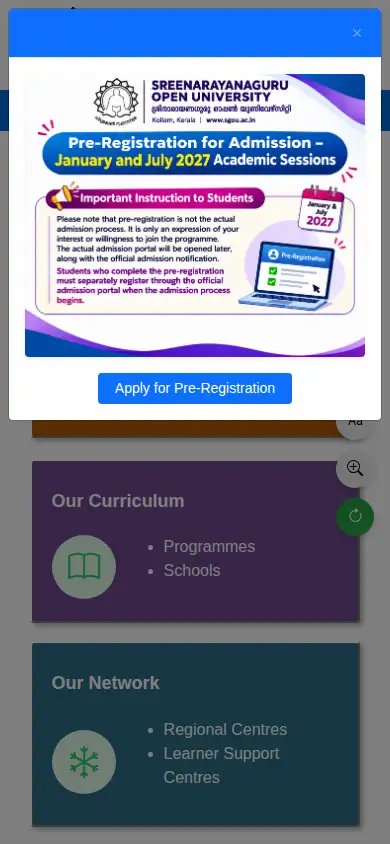 ×
SREENARAYANAGURU
OPEN UNIVERSITY
ശ്രീനാരായണഗുരു ഓപ്പൺ യൂണിവേഴ്സിറ്റി
Kollam, Kerala | www.sgou.ac.in
Pre-Registration for Admission –
January and July 2027 Academic Sessions
Important Instruction to Students
Please note that pre-registration is not the actual
admission process. It is only an expression of your
interest or willingness to join the programme.
The actual admission portal will be opened later,
along with the official admission notification.
Students who complete the pre-registration
must separately register through the official
admission portal when the admission process
begins.
January &
July
2027
Pre-Registration
Apply for Pre-Registration
Aa
Our Curriculum
Programmes
Schools
Our Network
Regional Centres
Learner Support
Centres